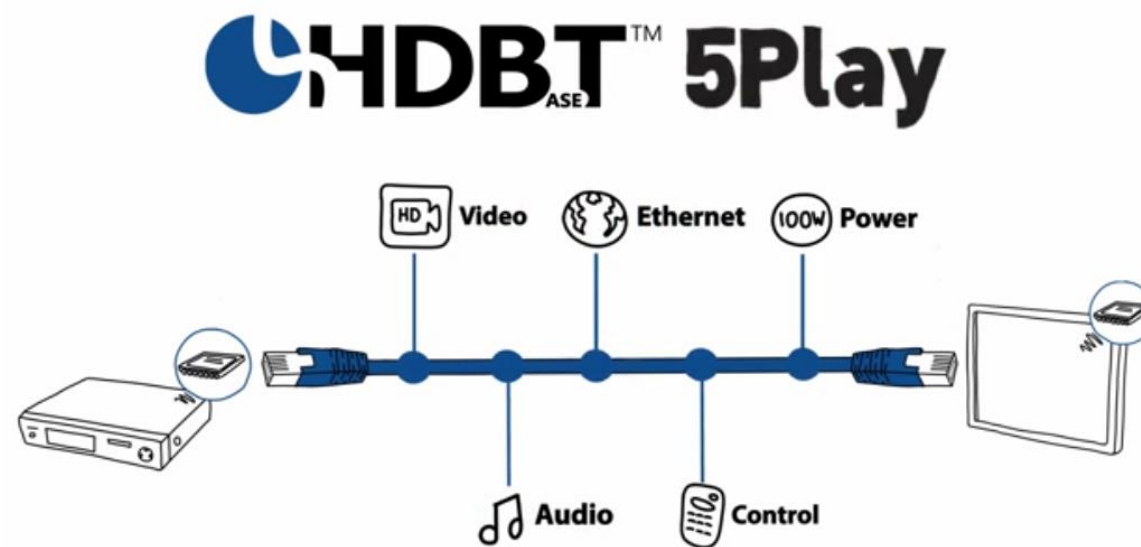 HDBASET™ 5Play
HD Video
Ethernet
100W Power
Audio
Control